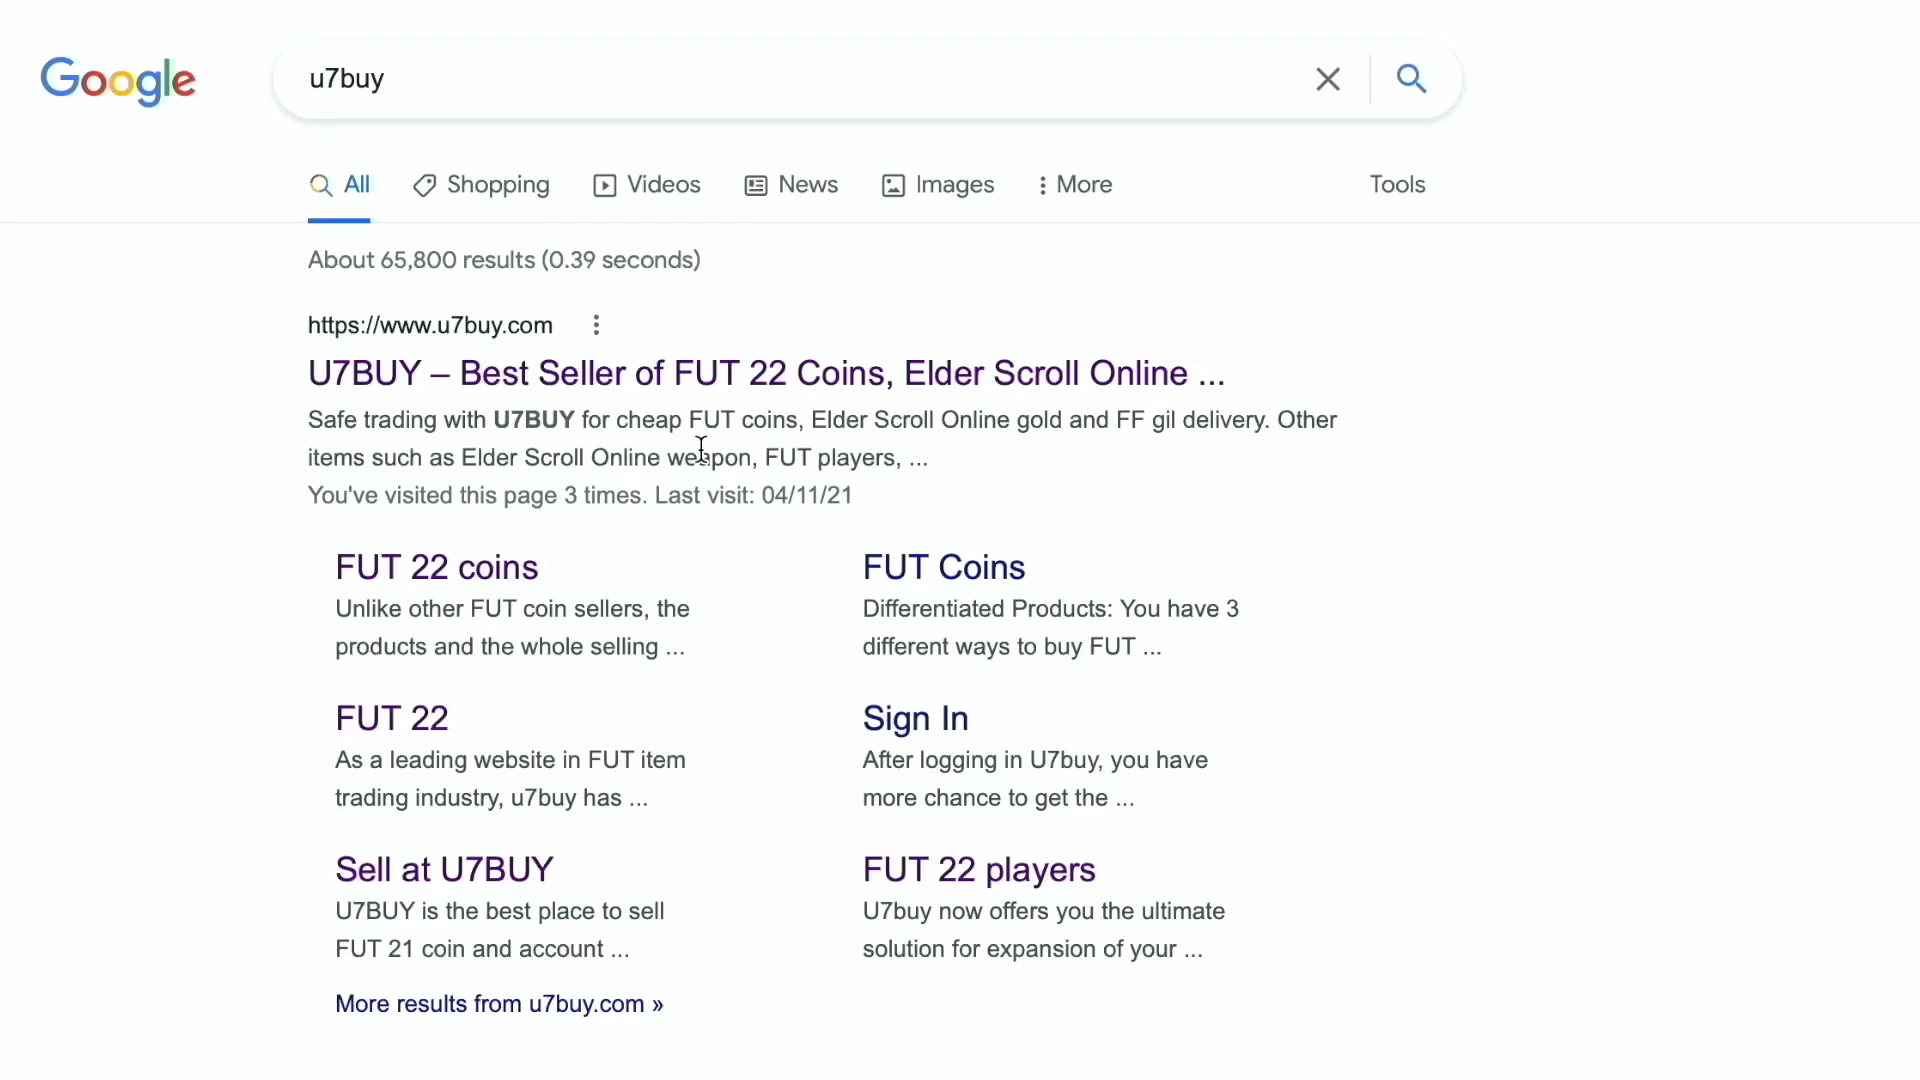 Google
u7buy
All
Shopping
Videos
News
Images
More
Tools
About 65,800 results (0.39 seconds)
https://www.u7buy.com
U7BUY – Best Seller of FUT 22 Coins, Elder Scroll Online ...
Safe trading with U7BUY for cheap FUT coins, Elder Scroll Online gold and FF gil delivery. Other
items such as Elder Scroll Online weapon, FUT players, ...
You've visited this page 3 times. Last visit: 04/11/21
FUT 22 coins
Unlike other FUT coin sellers, the
products and the whole selling ...
FUT Coins
Differentiated Products: You have 3
different ways to buy FUT ...
FUT 22
As a leading website in FUT item
trading industry, u7buy has ...
Sign In
After logging in U7buy, you have
more chance to get the ...
Sell at U7BUY
U7BUY is the best place to sell
FUT 21 coin and account ...
FUT 22 players
U7buy now offers you the ultimate
solution for expansion of your ...
More results from u7buy.com »